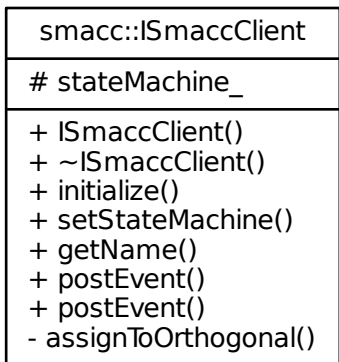 smacc::ISmaccClient
# stateMachine_
+ ISmaccClient()
+ ~ISmaccClient()
+ initialize()
+ setStateMachine()
+ getName()
+ postEvent()
+ postEvent()
- assignToOrthogonal()